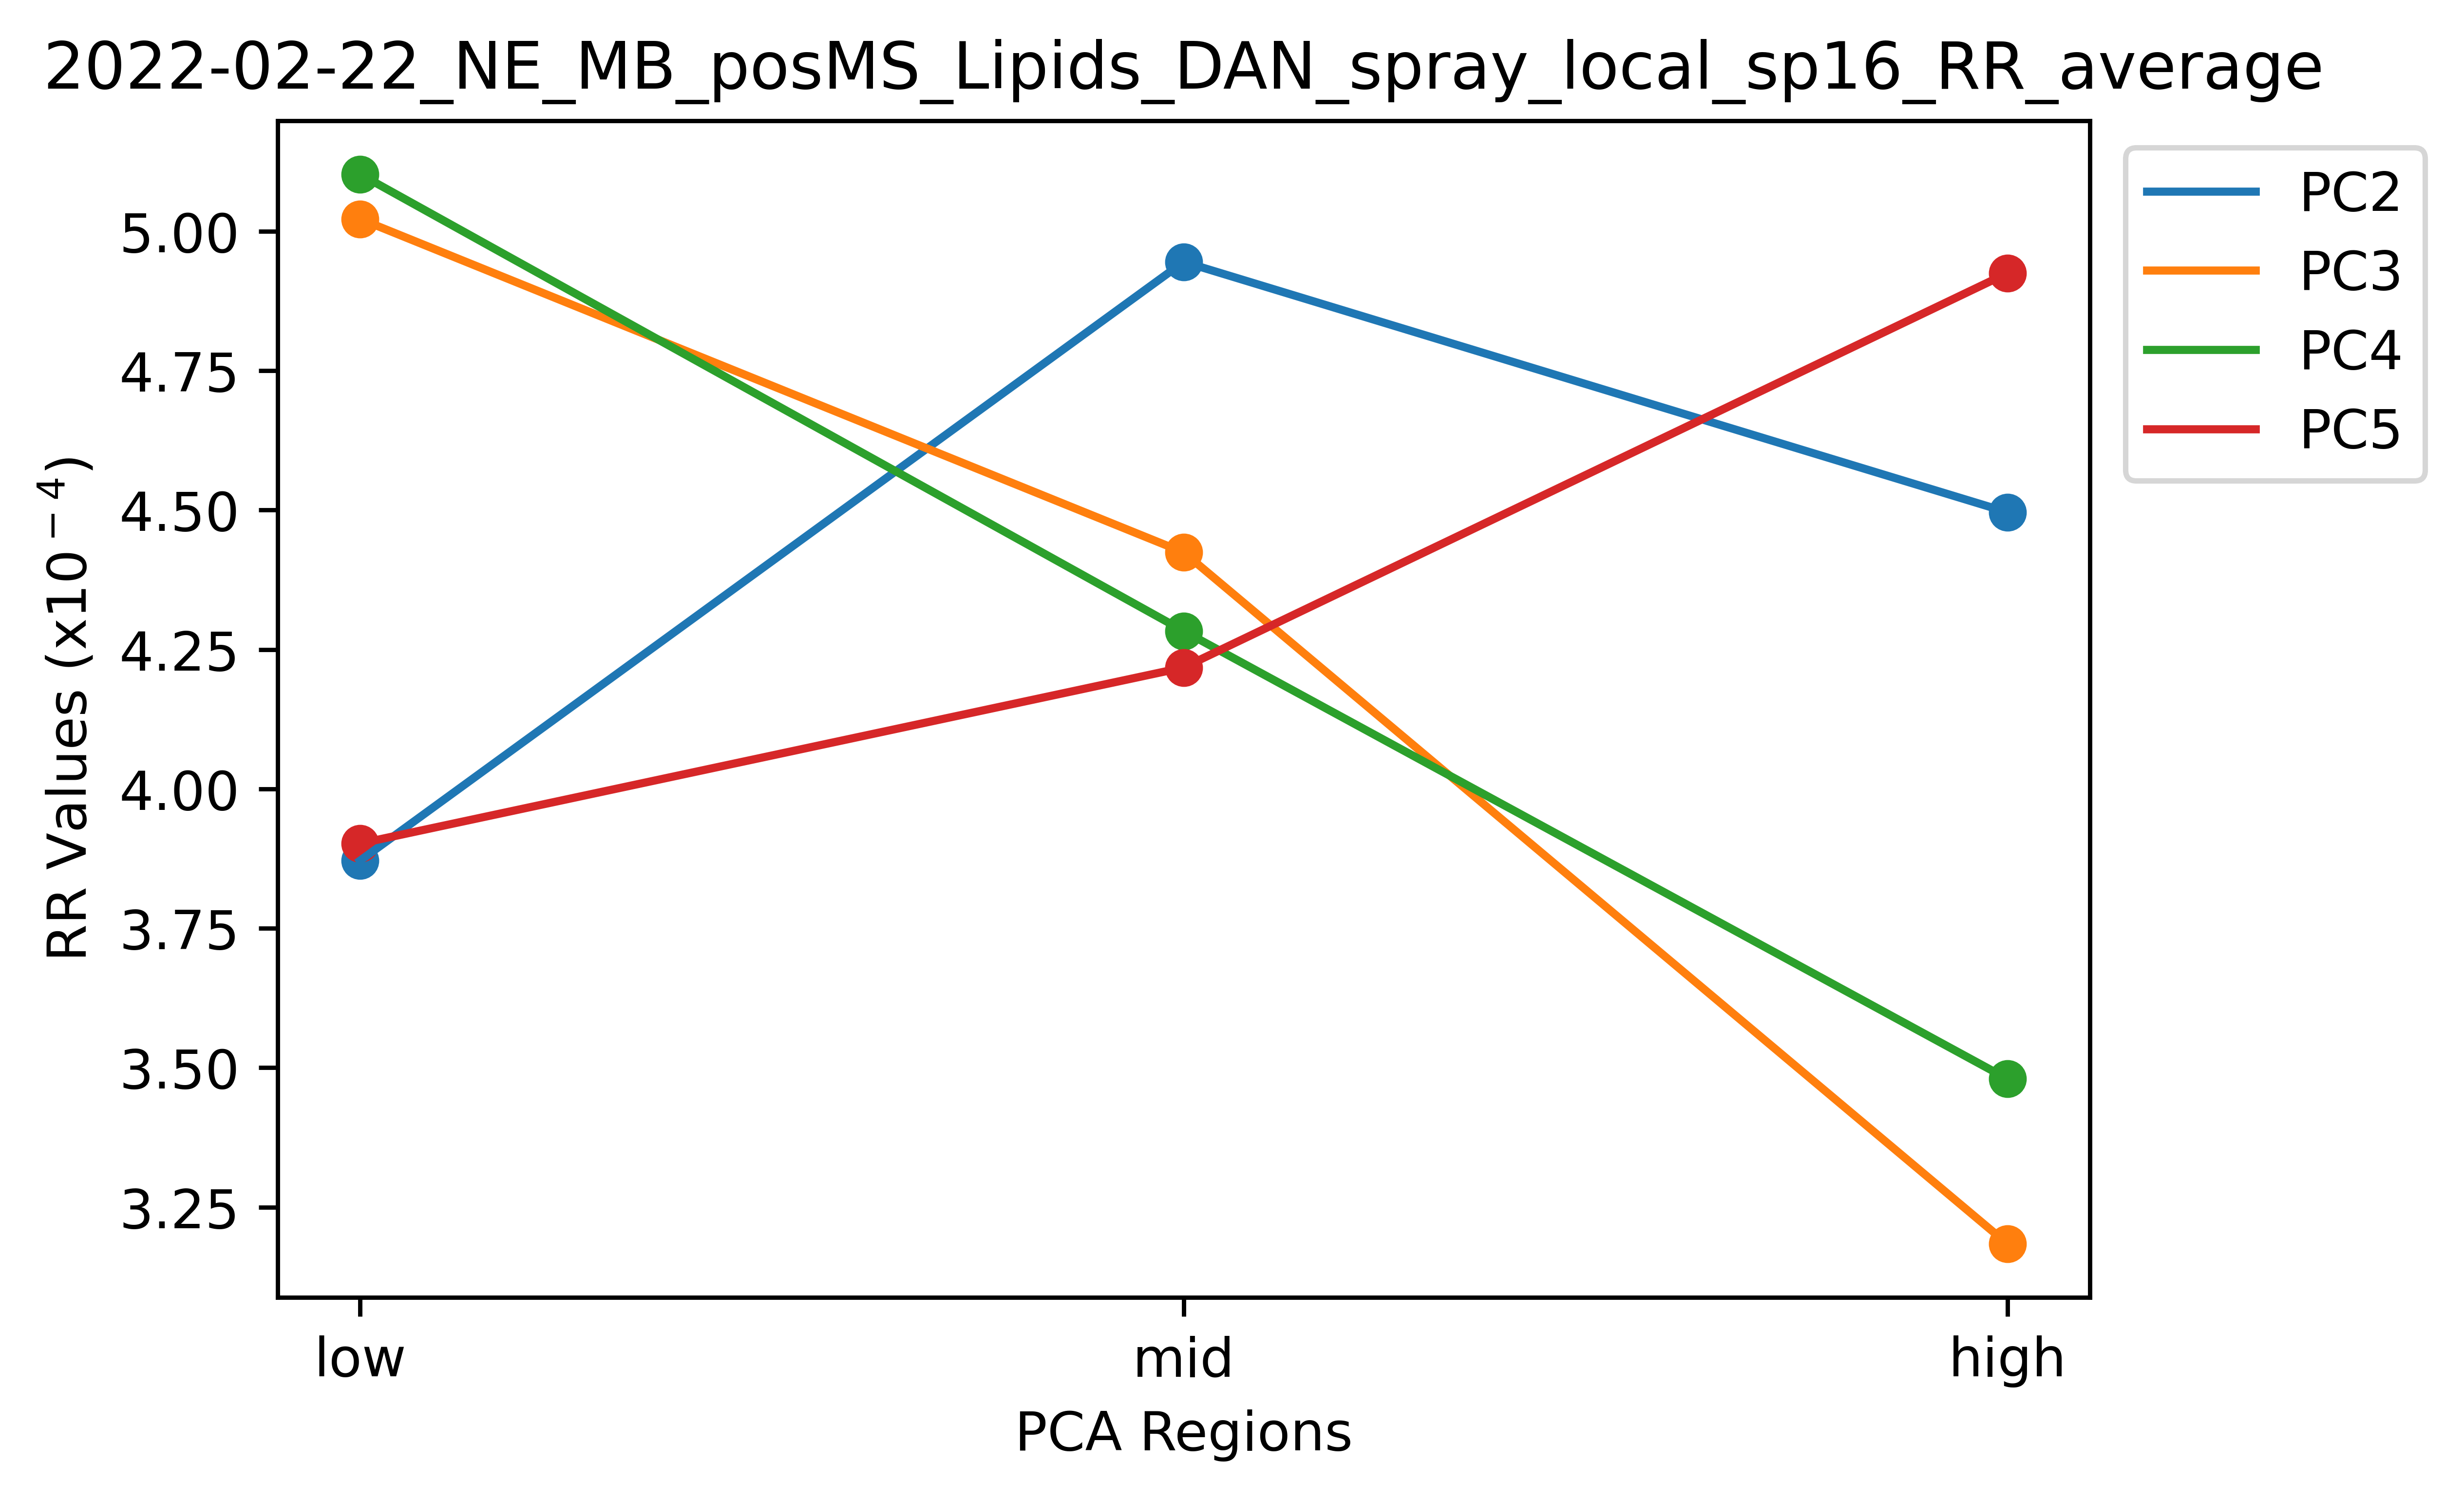 2022-02-22_NE_MB_posMS_Lipids_DAN_spray_local_sp16_RR_average
RR Values (x10⁻⁴)
5.00
4.75
4.50
4.25
4.00
3.75
3.50
3.25
low
mid
high
PCA Regions
PC2
PC3
PC4
PC5